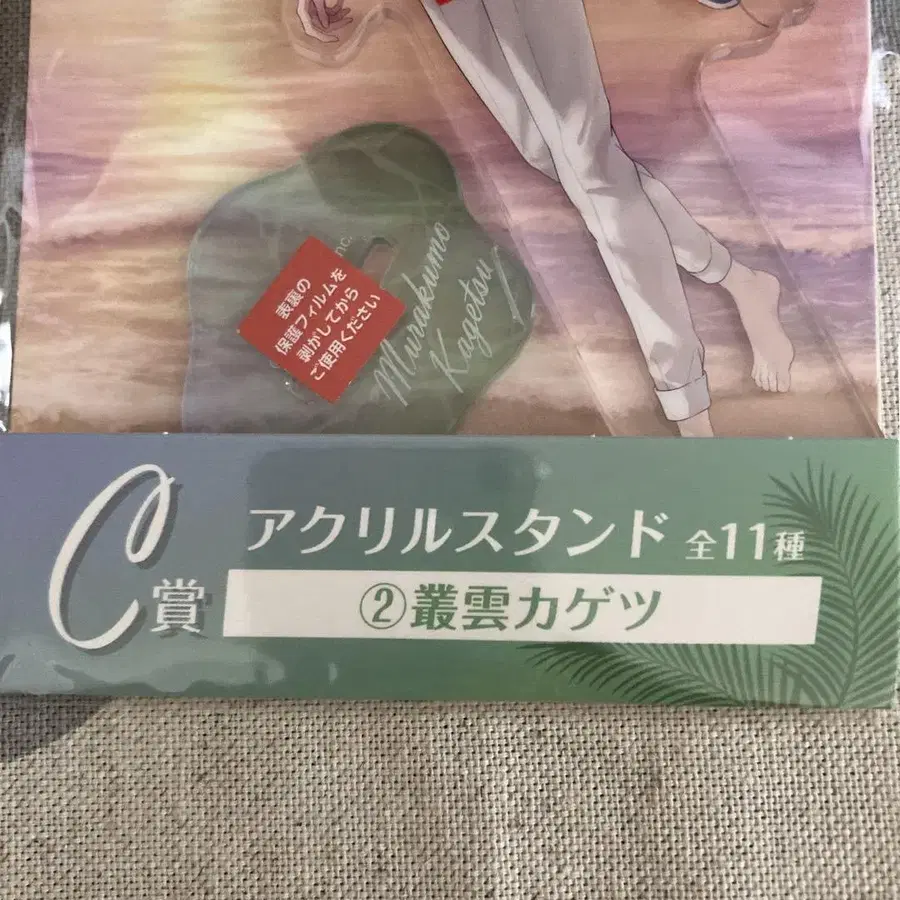 nc.
表裏の
保護フィルムを
剥がしてから
ご使用ください
Murakumo
Kagetsu
C賞
アクリルスタンド 全11種
②叢雲カゲツ